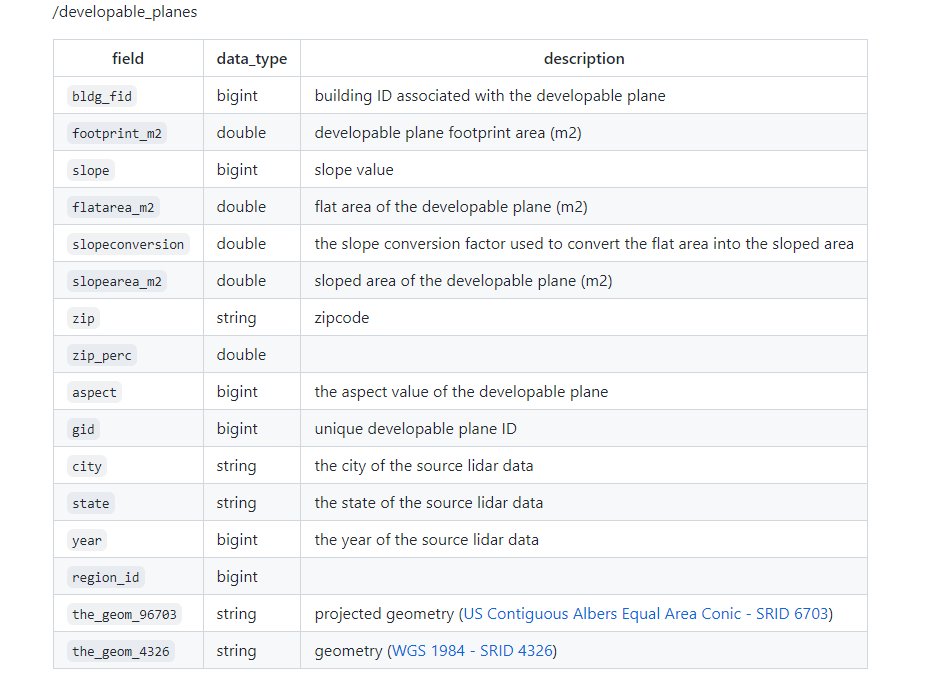 /developable_planes
field data_type description
bldg_fid bigint building ID associated with the developable plane
footprint_m2 double developable plane footprint area (m2)
slope bigint slope value
flatarea_m2 double flat area of the developable plane (m2)
slopeconversion double the slope conversion factor used to convert the flat area into the sloped area
slopearea_m2 double sloped area of the developable plane (m2)
zip string zipcode
zip_perc double
aspect bigint the aspect value of the developable plane
gid bigint unique developable plane ID
city string the city of the source lidar data
state string the state of the source lidar data
year bigint the year of the source lidar data
region_id bigint
the_geom_96703 string projected geometry (US Contiguous Albers Equal Area Conic - SRID 6703)
the_geom_4326 string geometry (WGS 1984 - SRID 4326)